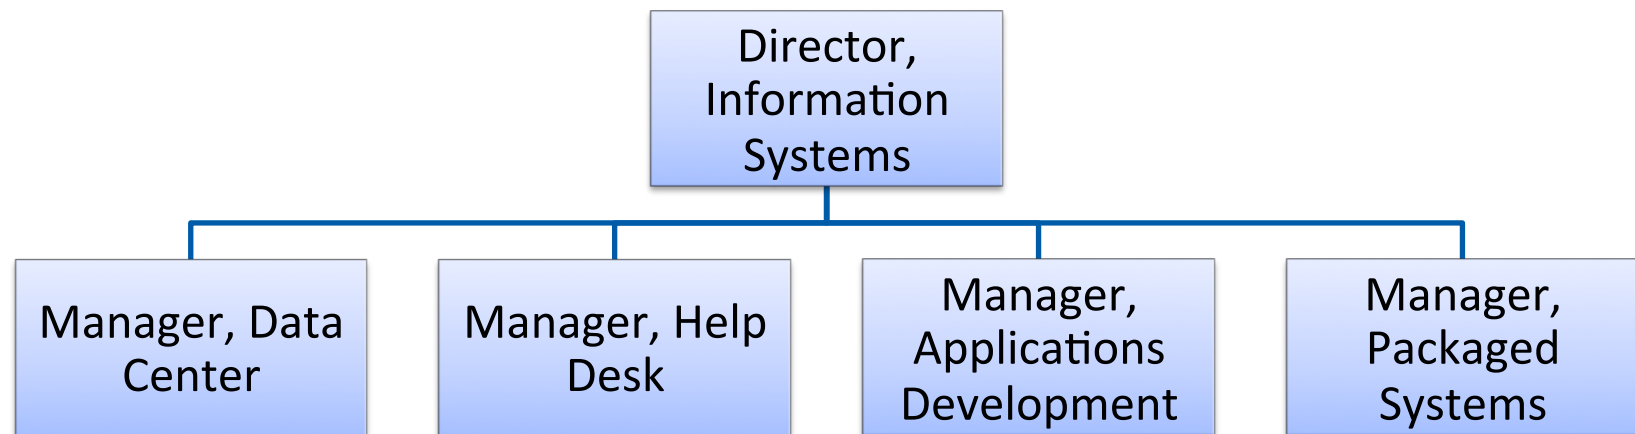 Director,
Information
Systems
Manager, Data
Center
Manager, Help
Desk
Manager,
Applications
Development
Manager,
Packaged
Systems